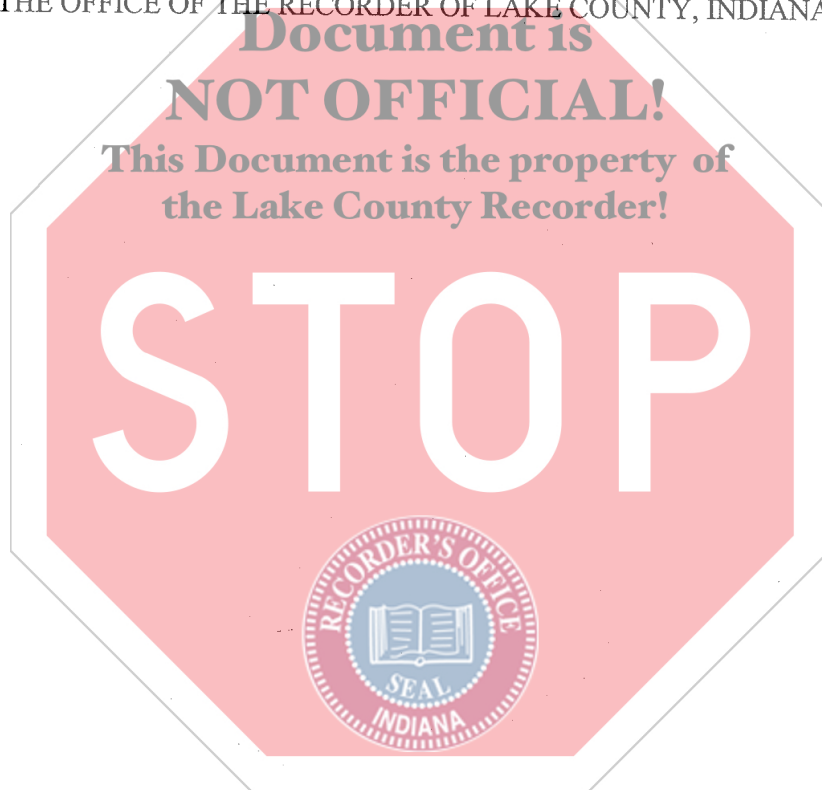 THE OFFICE OF THE RECORDER OF LAKE COUNTY, INDIANA
Document is
NOT OFFICIAL!
This Document is the property of
the Lake County Recorder!
STOP
RECORDER'S OFFICE
SEAL
INDIANA